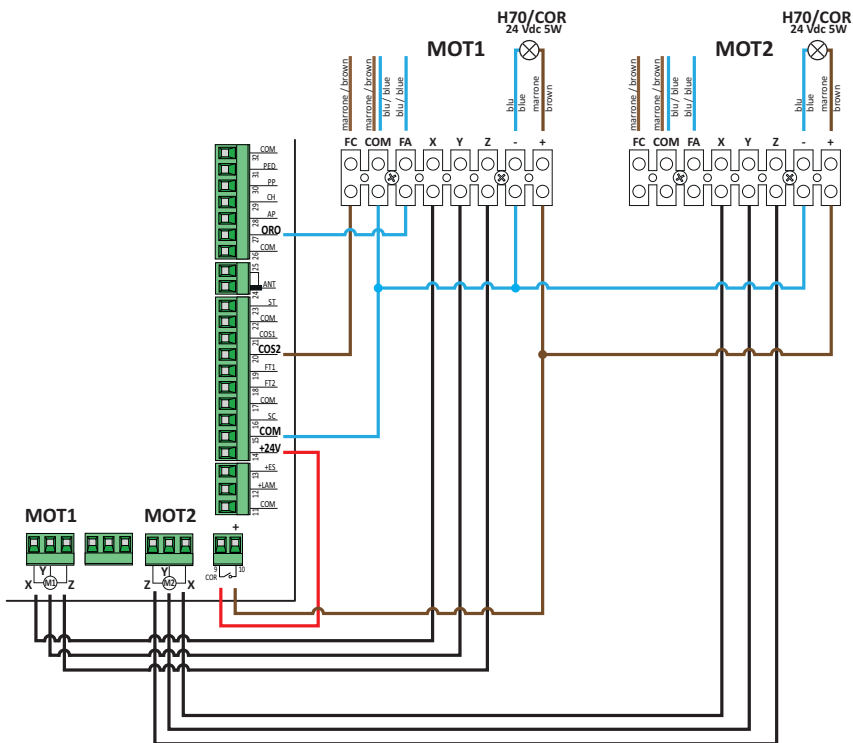 H70/COR
24 Vdc 5W
MOT1
H70/COR
24 Vdc 5W
MOT2
marrone / brown
marrone / brown
blu / blue
blu / blue
blu
blue
marrone
brown
marrone / brown
marrone / brown
blu / blue
blu / blue
blu
blue
marrone
brown
FC COM FA X Y Z - +
FC COM FA X Y Z - +
COM
32
PED
31
PP
30
CH
29
AP
28
ORO
27
COM
26
25
ANT
24
ST
23
COM
22
COS1
21
COS2
20
FT1
19
FT2
18
COM
17
SC
16
COM
15
+24V
14
+ES
13
+LAM
12
COM
11
MOT1
MOT2
+
9 10
COR
X Y Z
M1
Z Y X
M2